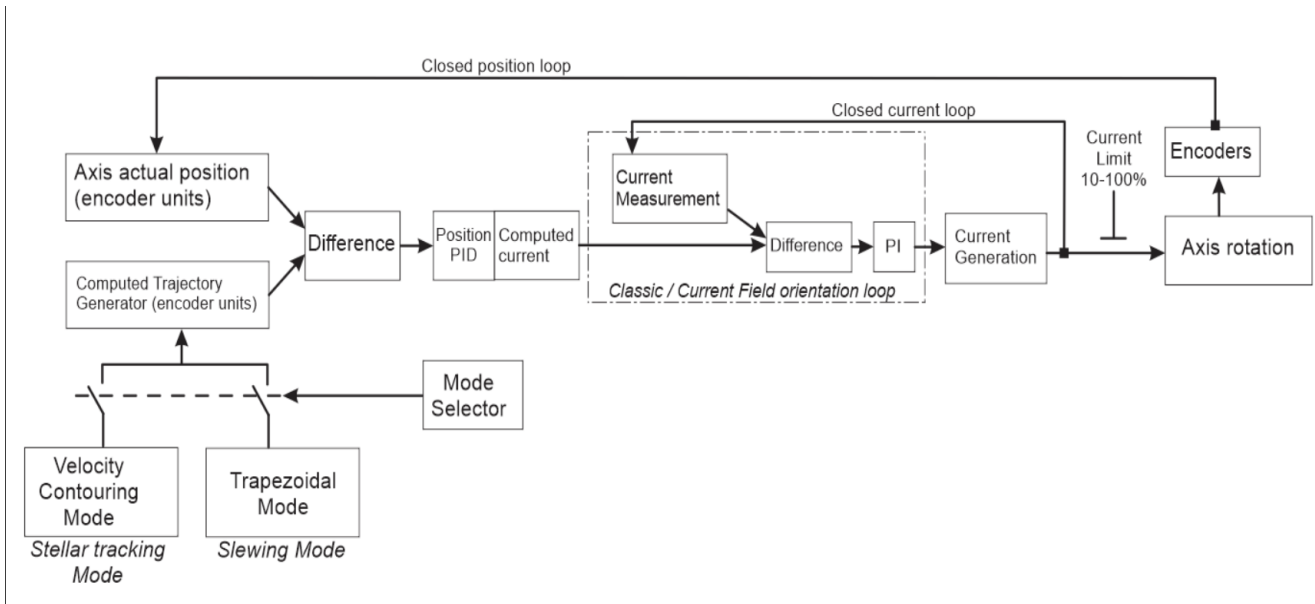 Closed position loop
Closed current loop
Current
Limit
10-100%
Encoders
Axis actual position
(encoder units)
Current
Measurement
Difference
Position
PID
Computed
current
Difference
PI
Current
Generation
Axis rotation
Computed Trajectory
Generator (encoder units)
Classic / Current Field orientation loop
Mode
Selector
Velocity
Contouring
Mode
Stellar tracking
Mode
Trapezoidal
Mode
Slewing Mode